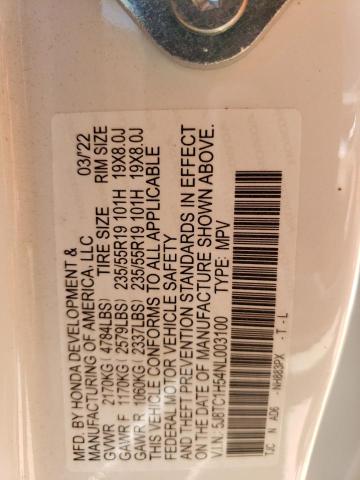 MFD. BY HONDA DEVELOPMENT & 03/22
MANUFACTURING OF AMERICA, LLC
GVWR 2170KG (4784LBS) TIRE SIZE RIM SIZE
GAWR F 1170KG (2579LBS) 235/55R19 101H 19X8.0J
GAWR R 1060KG (2337LBS) 235/55R19 101H 19X8.0J
THIS VEHICLE CONFORMS TO ALL APPLICABLE
FEDERAL MOTOR VEHICLE SAFETY
AND THEFT PREVENTION STANDARDS IN EFFECT
ON THE DATE OF MANUFACTURE SHOWN ABOVE.
V.I.N.: 5J8TC1H54NL003100 TYPE: MPV
TJC N AD6 - NH883PX - T - L